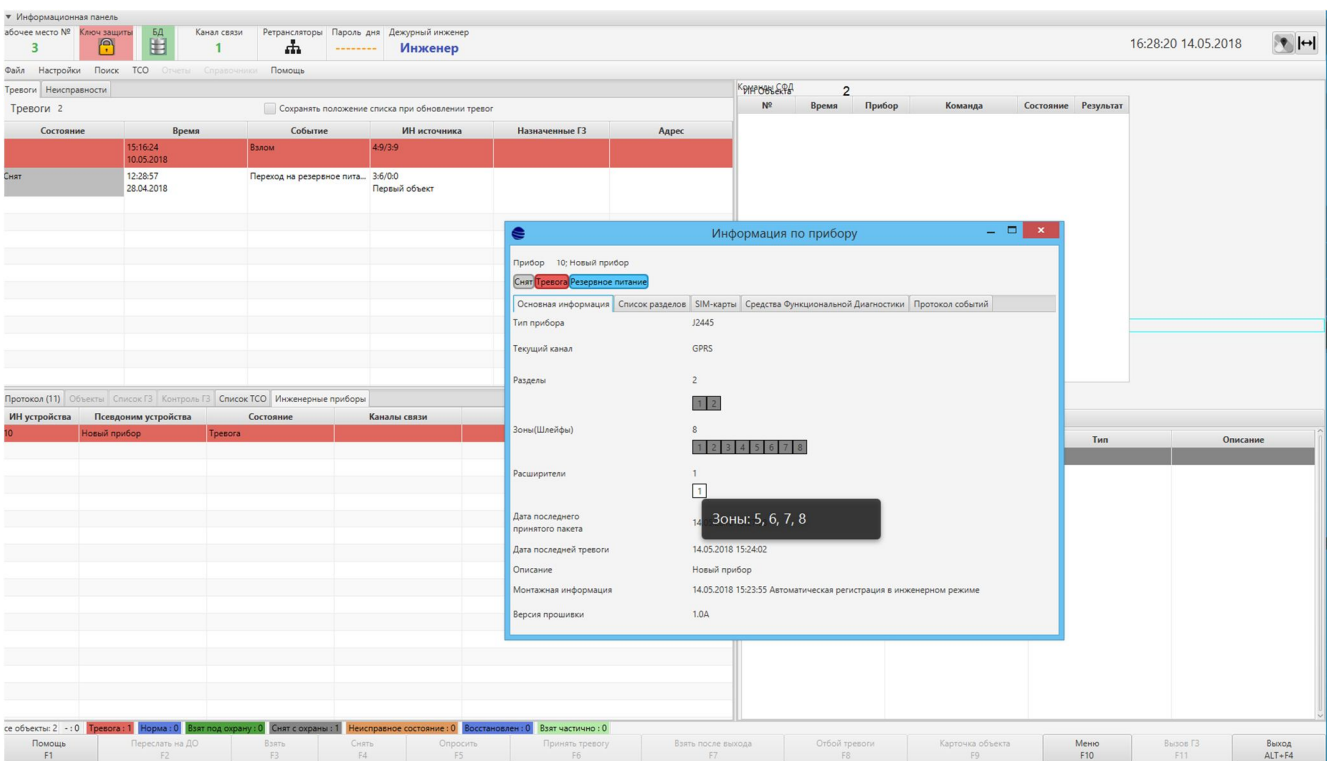 ▼ Информационная панель
абочее место № Ключ защиты БД Канал связи Ретрансляторы Пароль дня Дежурный инженер
3 1 -------- Инженер
16:28:20 14.05.2018
Файл Настройки Поиск ТСО Отчеты Справочники Помощь
Тревоги Неисправности
Тревоги 2 Сохранять положение списка при обновлении тревог
Состояние Время Событие ИН источника Назначенные ГЗ Адрес
15:16:24 Взлом 4:9/3:9
10.05.2018
Снят 12:28:57 Переход на резервное пита... 3:6/0:0
28.04.2018 Первый объект
Команды СФД
ИН Объекта 2
№ Время Прибор Команда Состояние Результат
Информация по прибору
Прибор 10; Новый прибор
Снят Тревога Резервное питание
Основная информация Список разделов SIM-карты Средства Функциональной Диагностики Протокол событий
Тип прибора J2445
Текущий канал GPRS
Разделы 2
1 2
Зоны(Шлейфы) 8
1 2 3 4 5 6 7 8
Расширители 1
1
Зоны: 5, 6, 7, 8
Дата последнего
принятого пакета 14
Дата последней тревоги 14.05.2018 15:24:02
Описание Новый прибор
Монтажная информация 14.05.2018 15:23:55 Автоматическая регистрация в инженерном режиме
Версия прошивки 1.0A
Протокол (11) Объекты Список ГЗ Контроль ГЗ Список ТСО Инженерные приборы
ИН устройства Псевдоним устройства Состояние Каналы связи
10 Новый прибор Тревога
Тип Описание
се объекты: 2 - : 0 Тревога : 1 Норма : 0 Взят под охрану : 0 Снят с охраны : 1 Неисправное состояние : 0 Восстановлен : 0 Взят частично : 0
Помощь Переслать на ДО Взять Снять Опросить Принять тревогу Взять после выхода Отбой тревоги Карточка объекта Меню Вызов ГЗ Выход
F1 F2 F3 F4 F5 F6 F7 F8 F9 F10 F11 ALT+F4